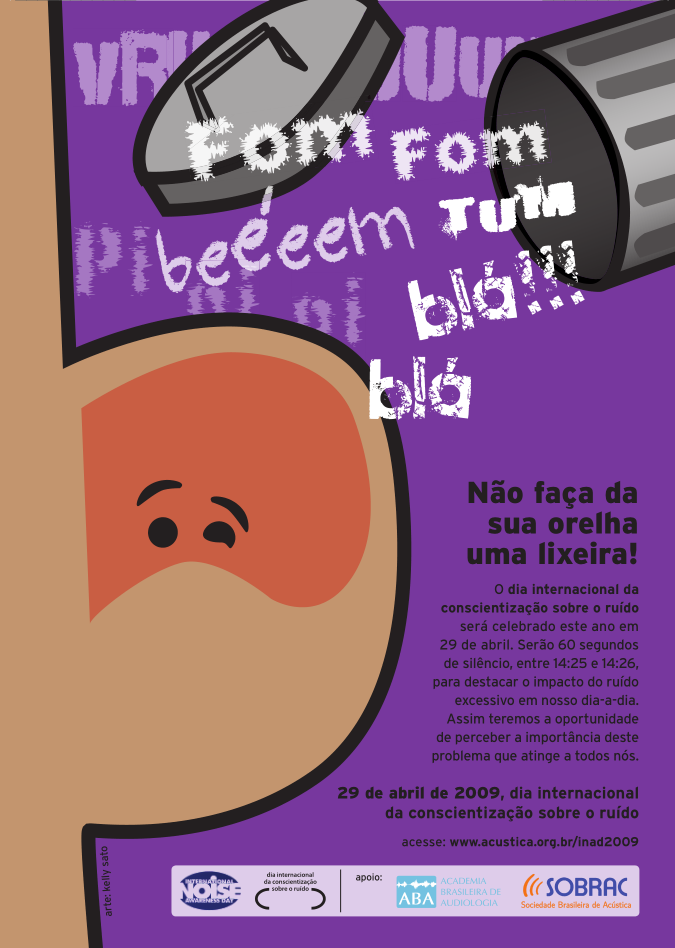 VRUUUUU
Fom Fom
beéeem TUM
Pi
Pi pi
blá!!!
blá
Não faça da
sua orelha
uma lixeira!
O dia internacional da
conscientização sobre o ruído
será celebrado este ano em
29 de abril. Serão 60 segundos
de silêncio, entre 14:25 e 14:26,
para destacar o impacto do ruído
excessivo em nosso dia-a-dia.
Assim teremos a oportunidade
de perceber a importância deste
problema que atinge a todos nós.
29 de abril de 2009, dia internacional
da conscientização sobre o ruído
acesse: www.acustica.org.br/inad2009
arte: kelly sato
INTERNATIONAL
NOISE
AWARENESS DAY
dia internacional
da conscientização
sobre o ruído
apoio:
ABA
ACADEMIA
BRASILEIRA DE
AUDIOLOGIA
SOBRAC
Sociedade Brasileira de Acústica